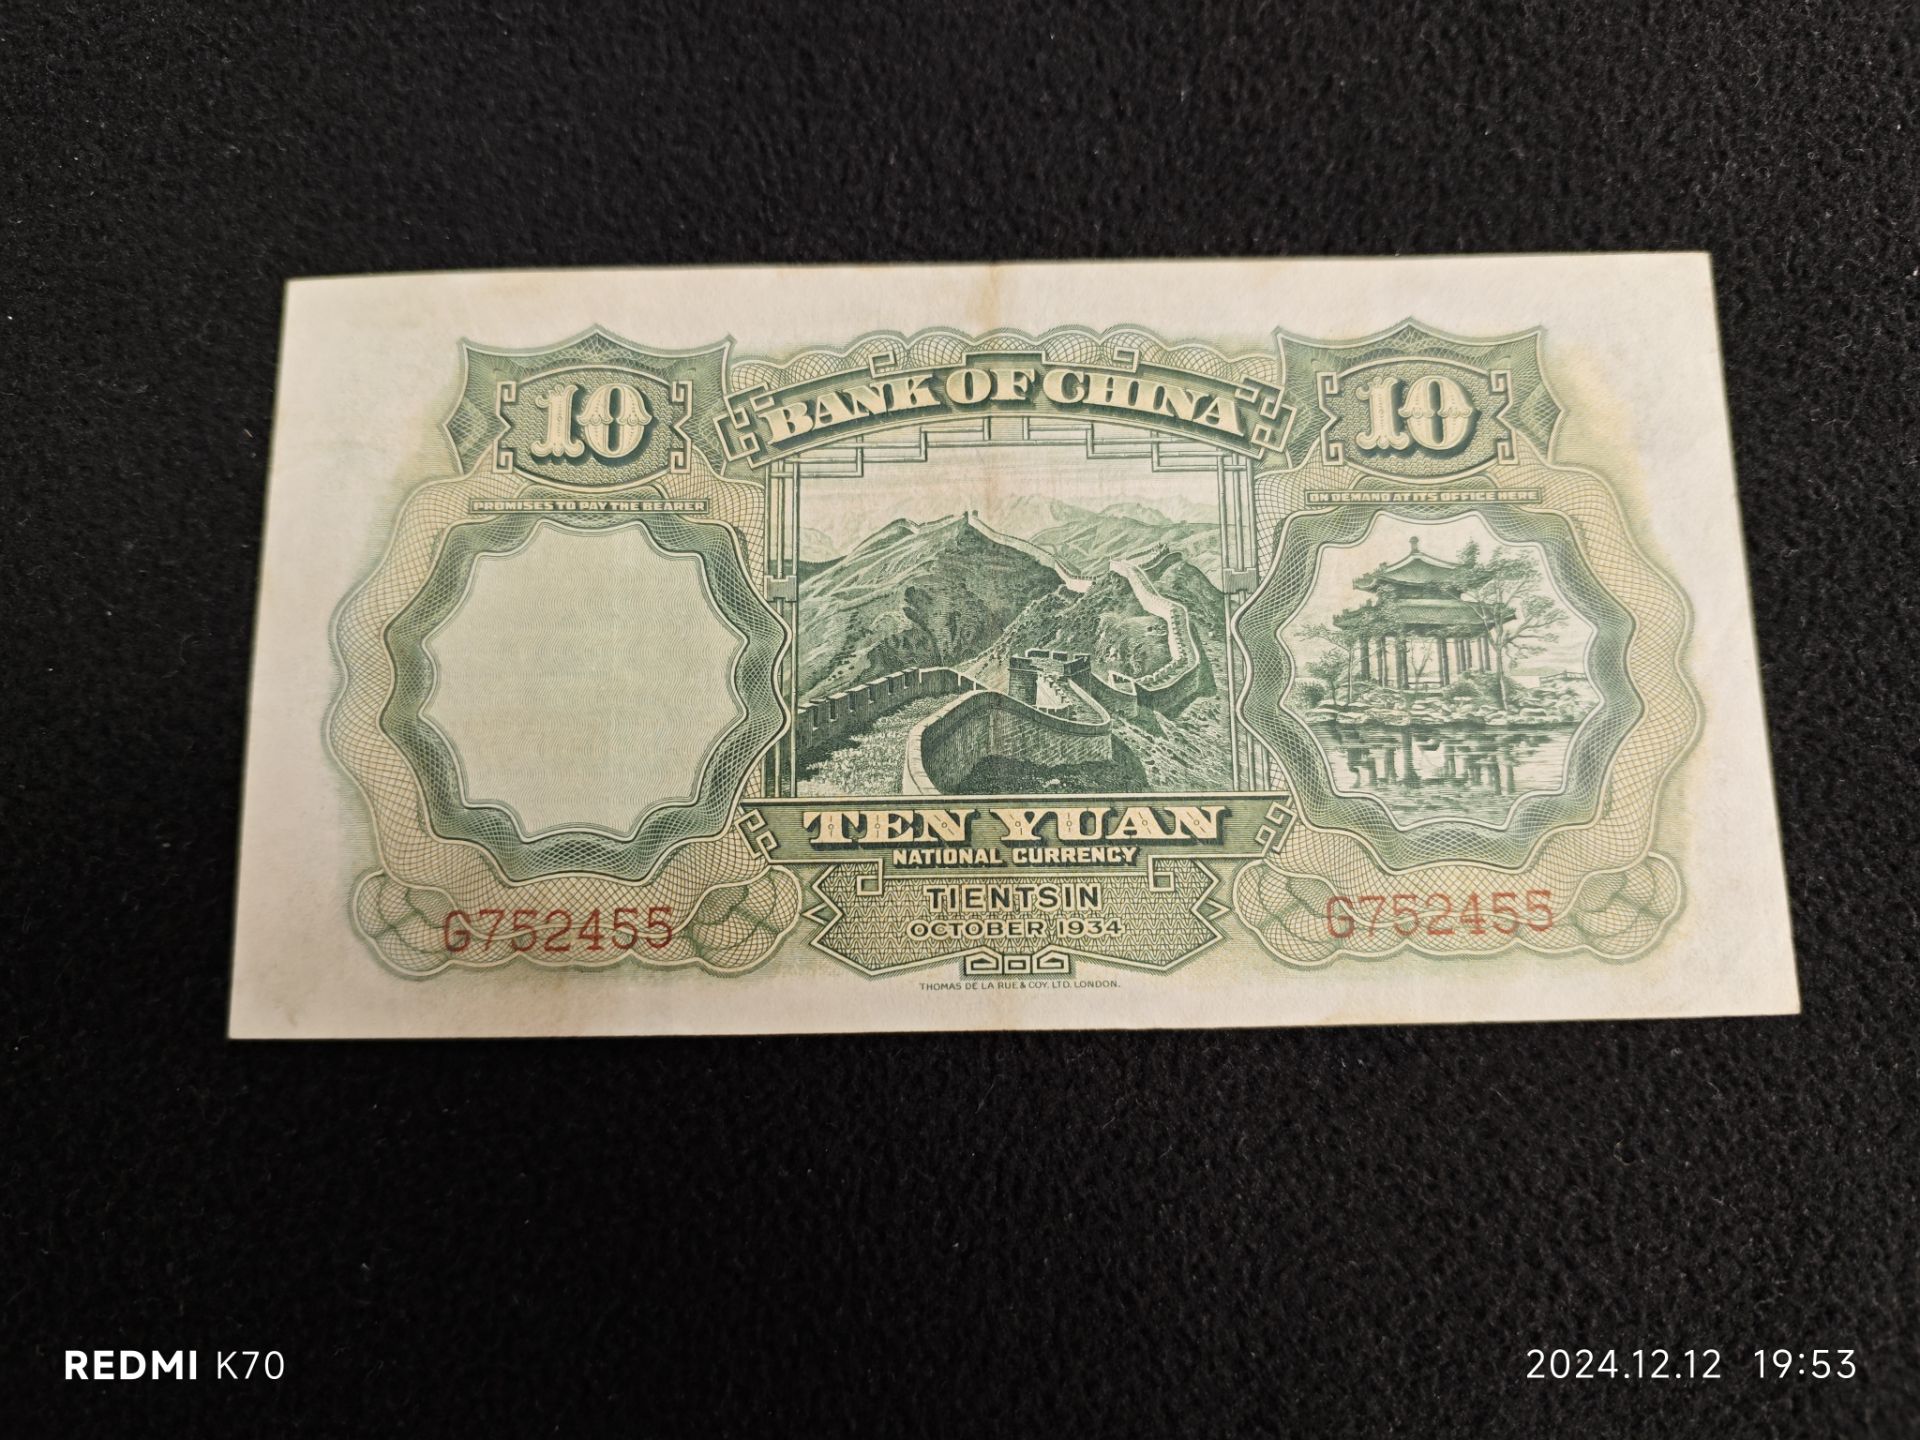 BANK OF CHINA
10
10
PROMISES TO PAY THE BEARER
ON DEMAND AT ITS OFFICE HERE
TEN YUAN
NATIONAL CURRENCY
TIENTSIN
OCTOBER 1934
G752455
G752455
THOMAS DE LA RUE & COY. LTD. LONDON.
REDMI K70
2024.12.12 19:53